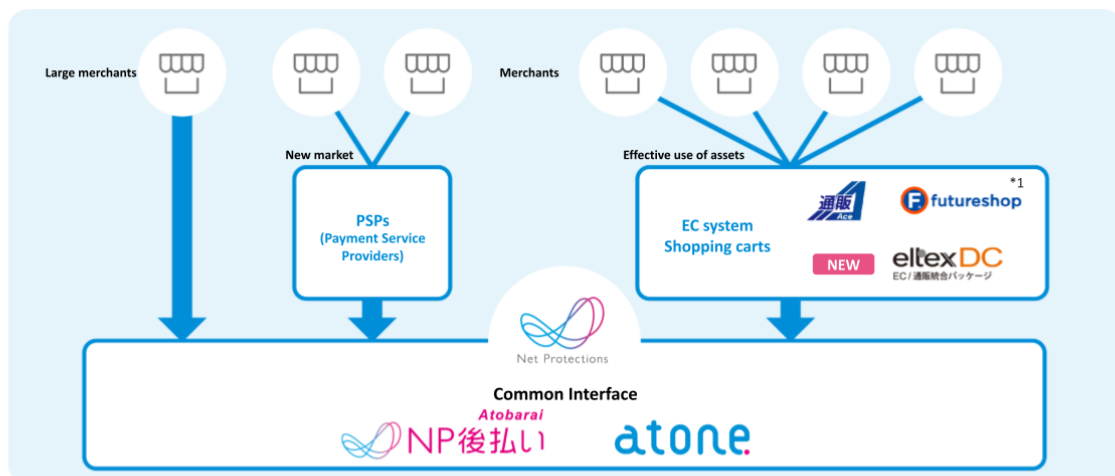 Large merchants
Merchants
New market
Effective use of assets
PSPs
(Payment Service
Providers)
EC system
Shopping carts
通販
Ace
F.
futureshop
*1
NEW
eltexDC
EC/通販統合パッケージ
Net Protections
Common Interface
Atobarai
NP後払い
atone.